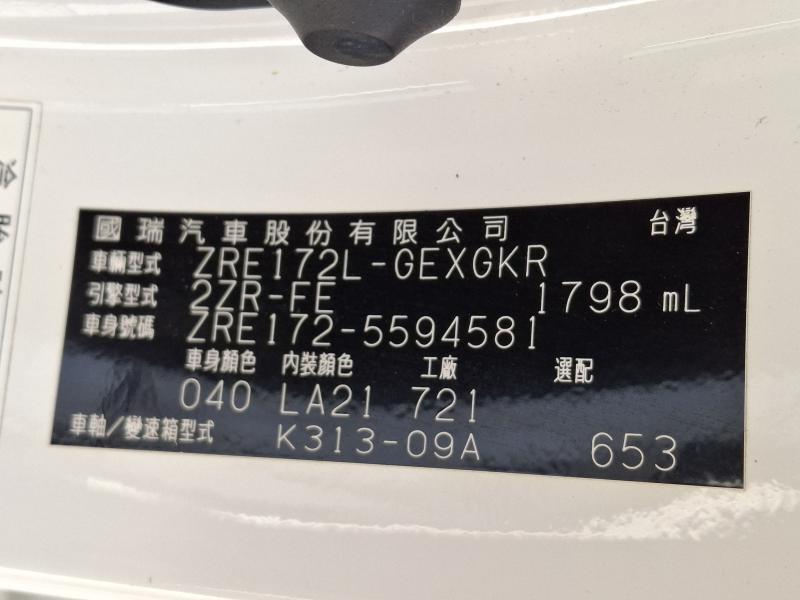 國瑞汽車股份有限公司 台灣
車輛型式 ZRE172L-GEXGKR
引擎型式 2ZR-FE 1798 mL
車身號碼 ZRE172-5594581
車身顏色 內裝顏色 工廠 選配
040 LA21 721
車軸/變速箱型式 K313-09A 653